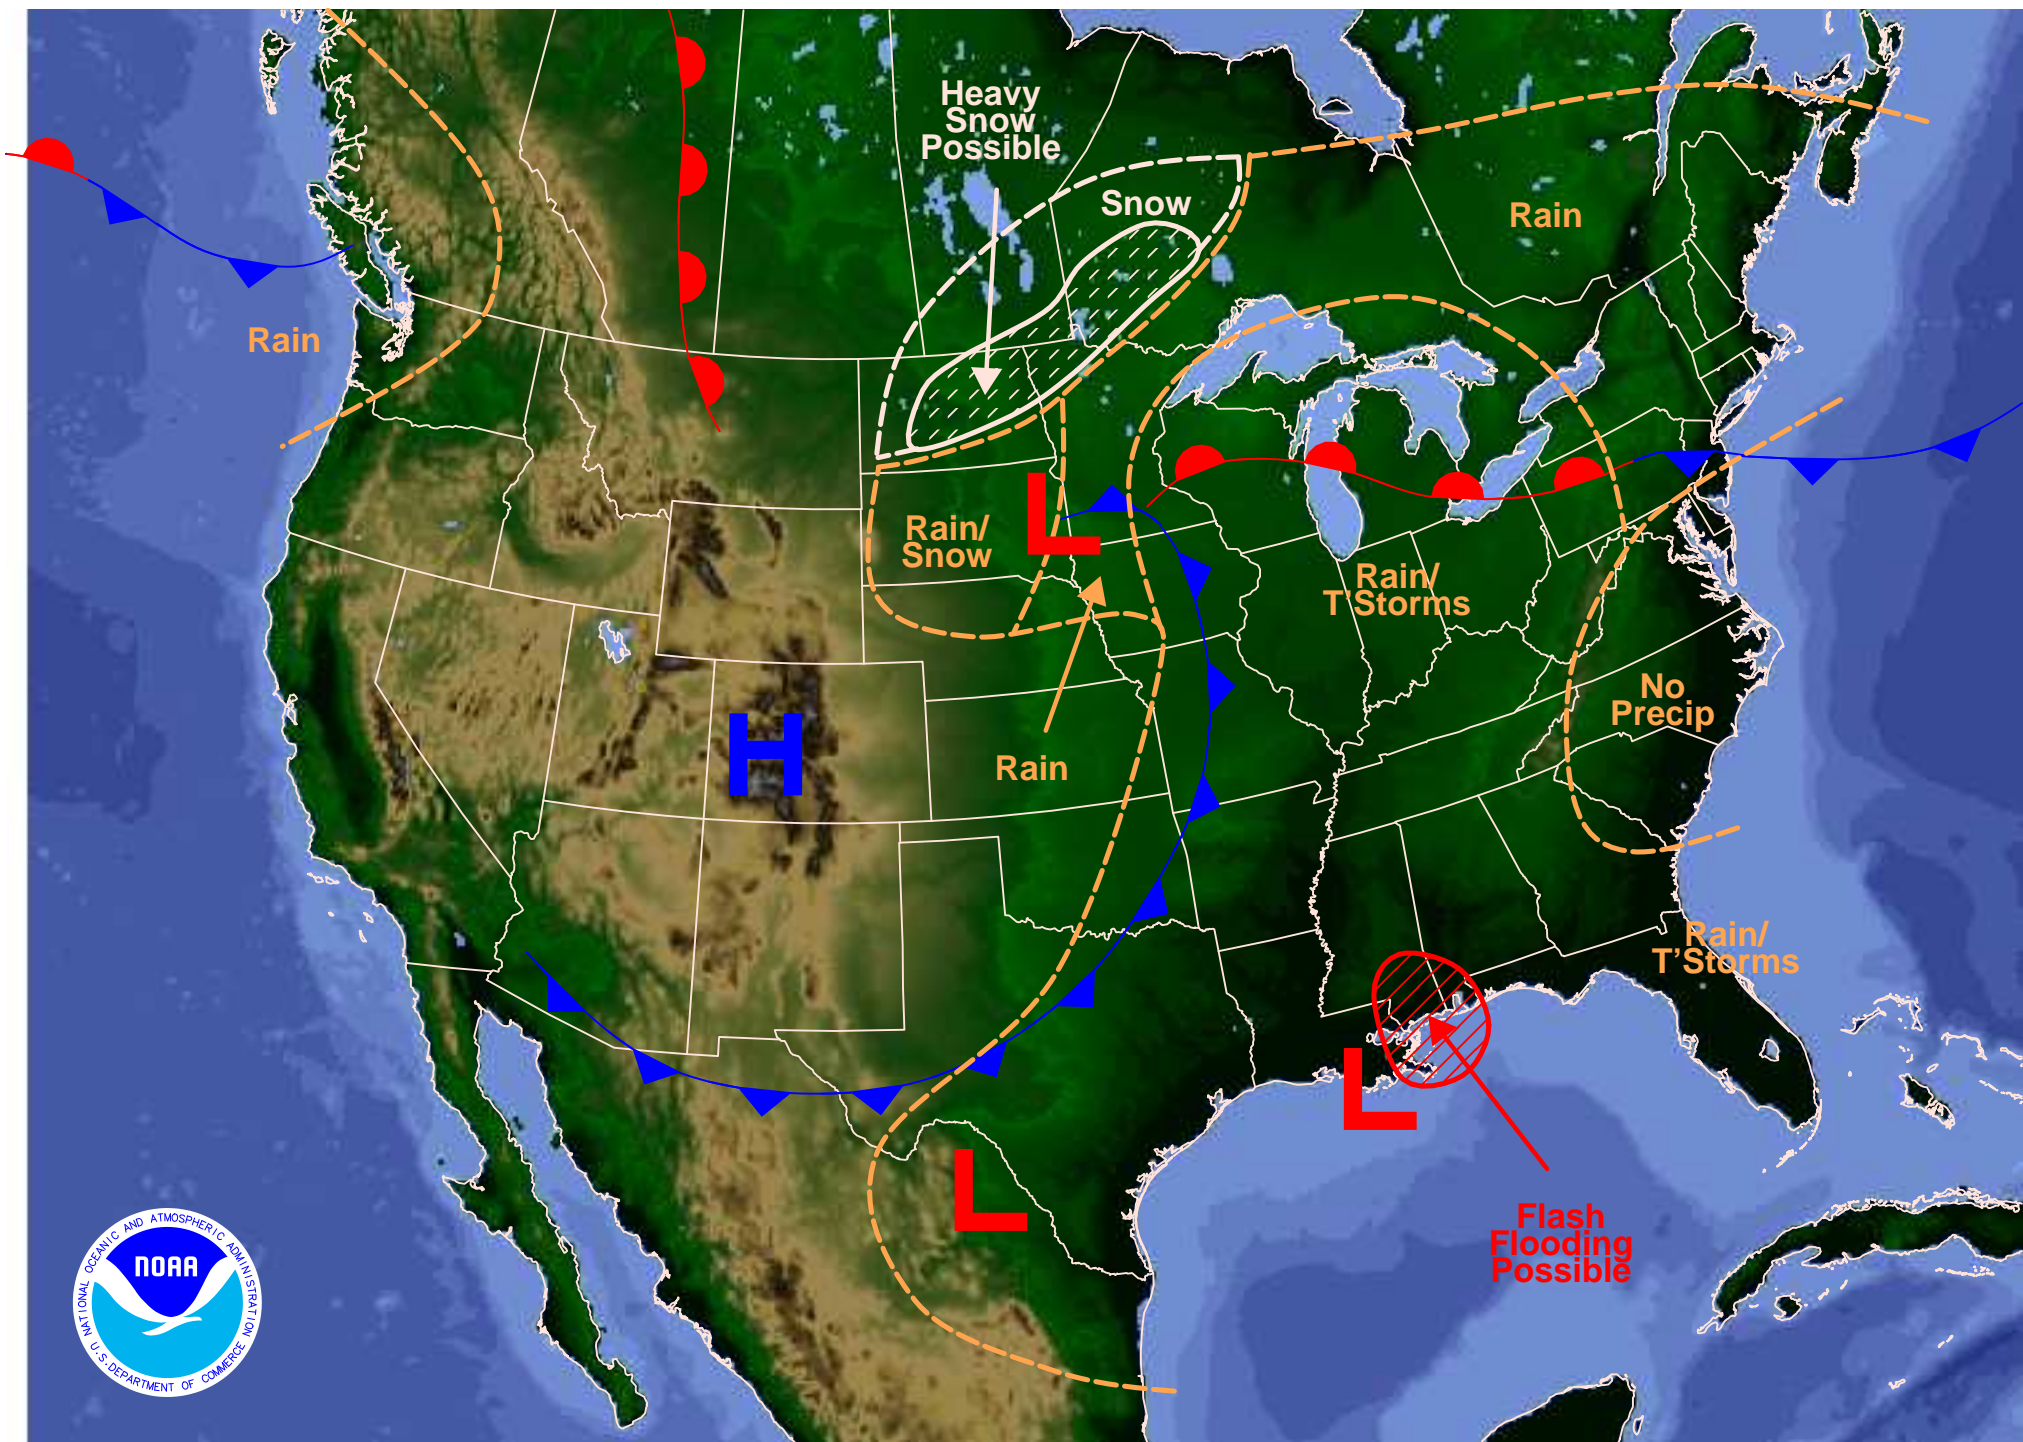 Heavy
Snow
Possible
Snow
Rain
Rain
Rain/
Snow
L
Rain/
T'Storms
No
Precip
H
Rain
Rain/
T'Storms
L
L
Flash
Flooding
Possible
NATIONAL OCEANIC AND ATMOSPHERIC ADMINISTRATION
NOAA
U.S. DEPARTMENT OF COMMERCE